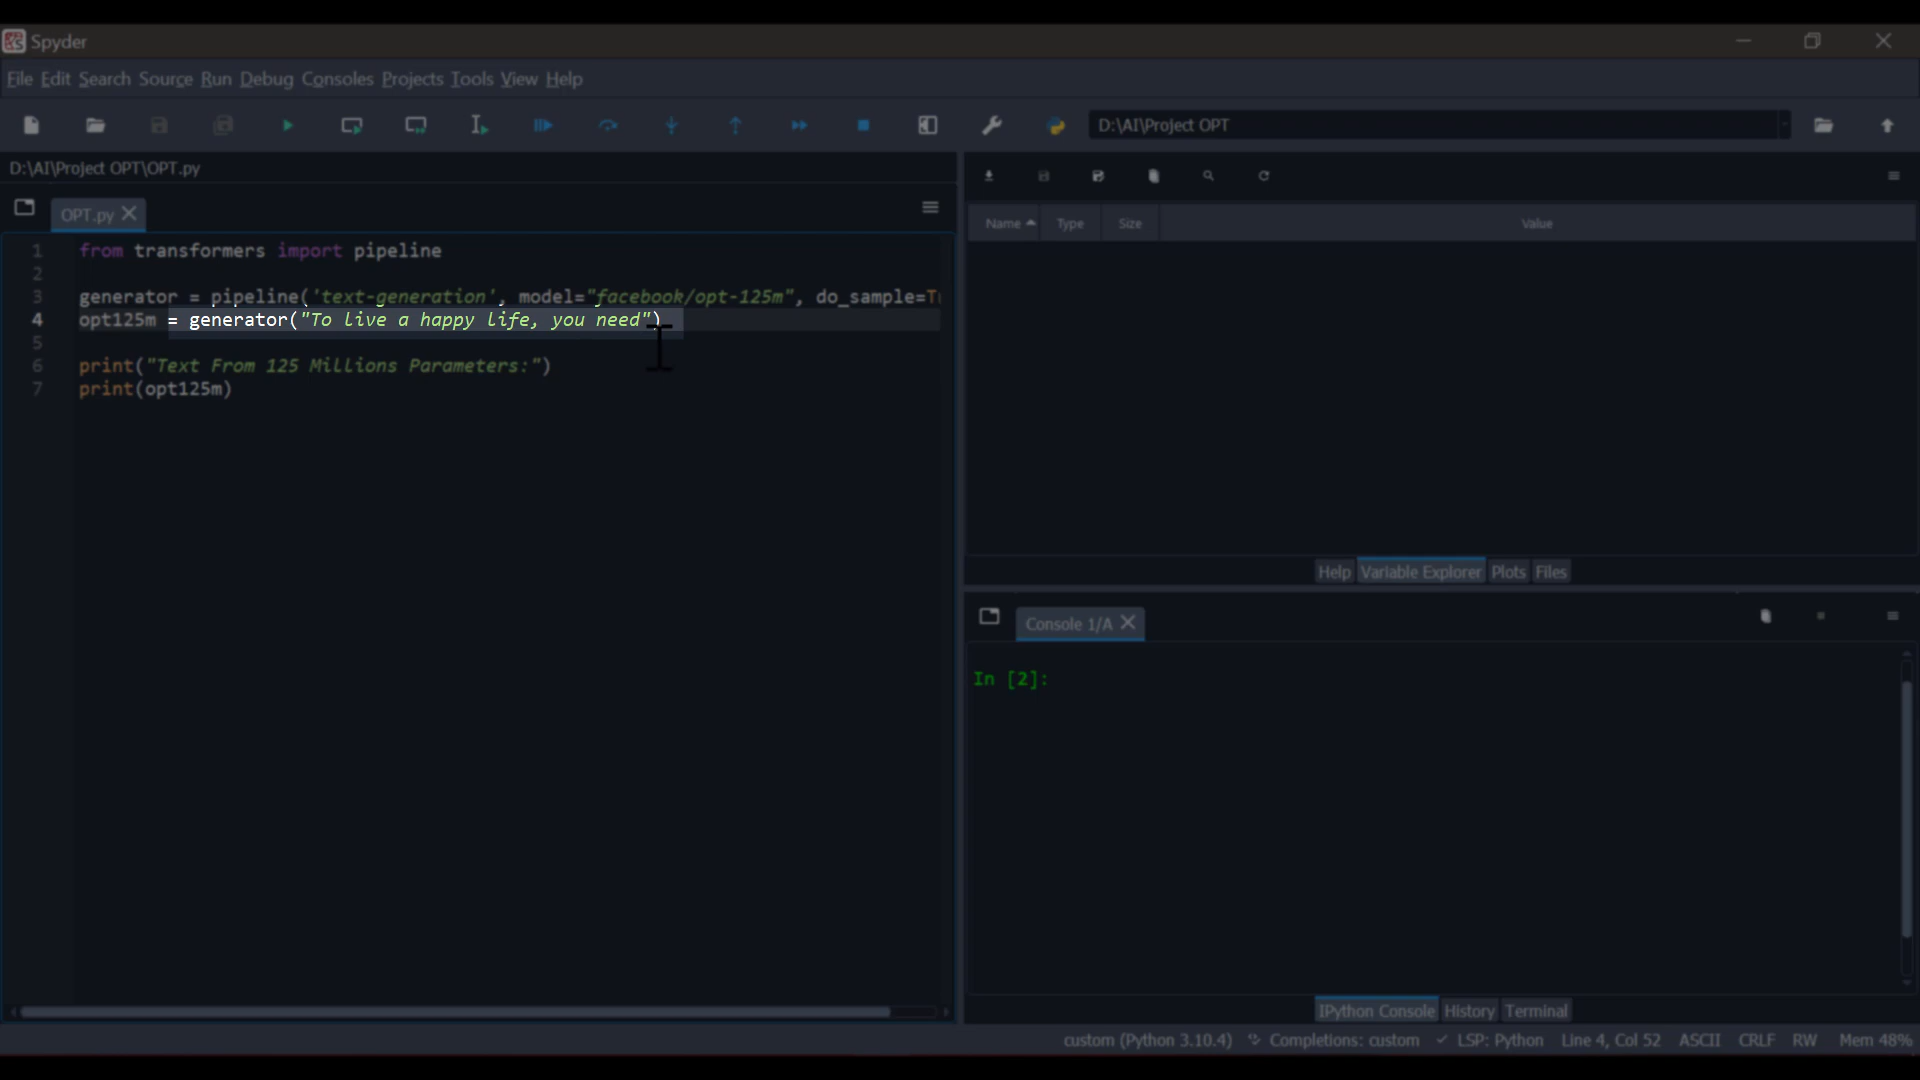 Spyder
File Edit Search Source Run Debug Consoles Projects Tools View Help
D:\AI\Project OPT
D:\AI\Project OPT\OPT.py
OPT.py
1 from transformers import pipeline
2
3 generator = pipeline('text-generation', model="facebook/opt-125m", do_sample=T
4 opt125m = generator("To live a happy life, you need")
5
6 print("Text From 125 Millions Parameters:")
7 print(opt125m)
Name Type Size Value
Help Variable Explorer Plots Files
Console 1/A
In [2]:
IPython Console History Terminal
custom (Python 3.10.4) Completions: custom LSP: Python Line 4, Col 52 ASCII CRLF RW Mem 48%